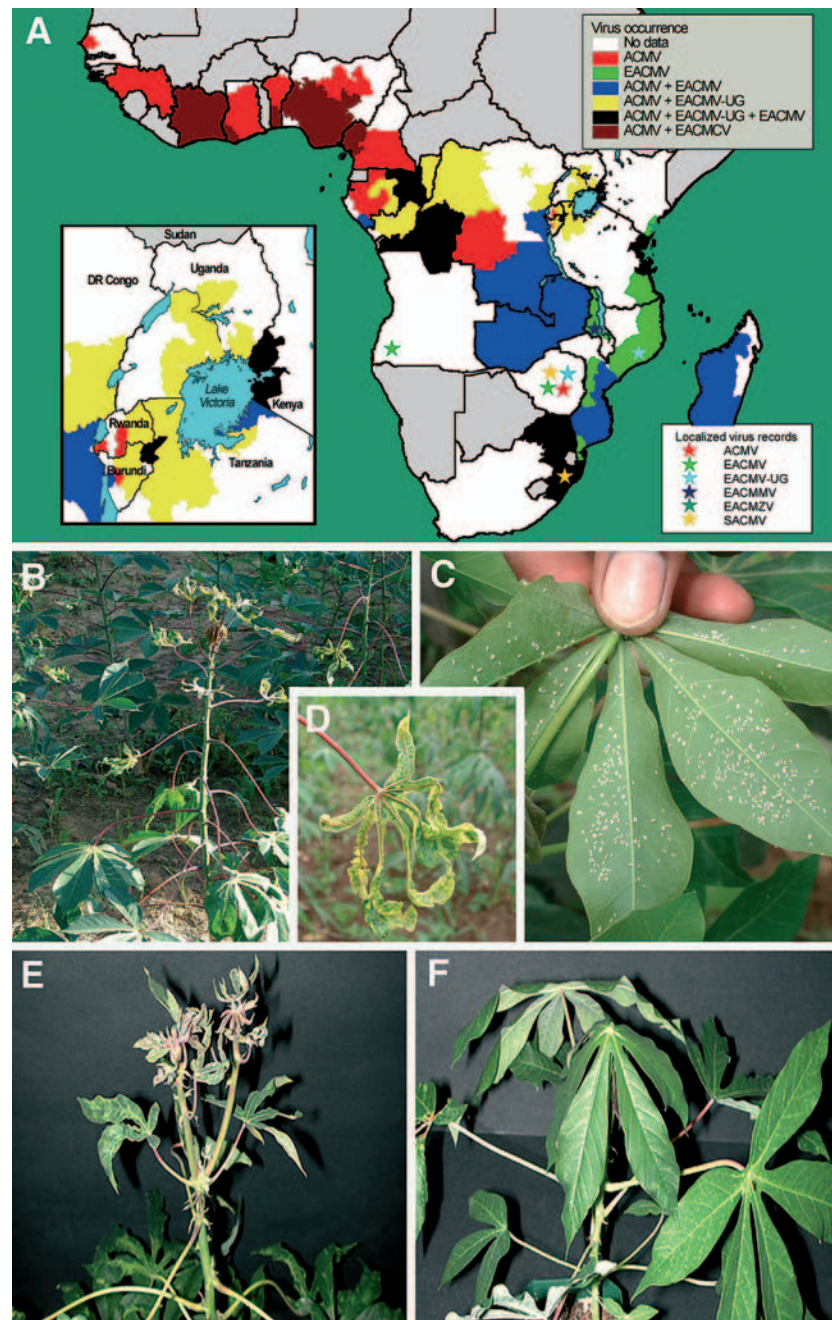 A
Virus occurrence
No data
ACMV
EACMV
ACMV + EACMV
ACMV + EACMV-UG
ACMV + EACMV-UG + EACMV
ACMV + EACMCV
Sudan
DR Congo
Uganda
Lake
Victoria
Kenya
Rwanda
Burundi
Tanzania
Localized virus records
ACMV
EACMV
EACMV-UG
EACMMV
EACMZV
SACMV
B
C
D
E
F